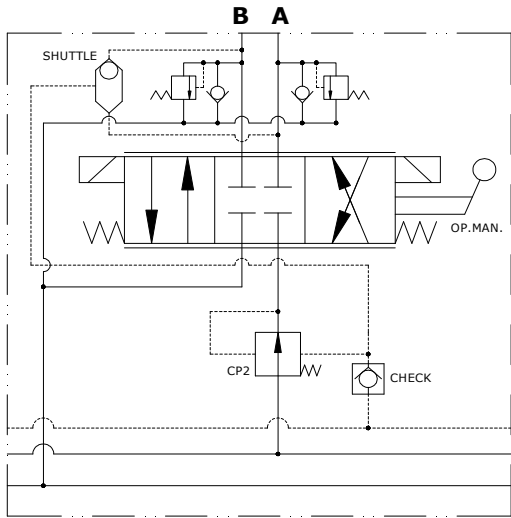 B A
SHUTTLE
OP.MAN.
CP2
CHECK